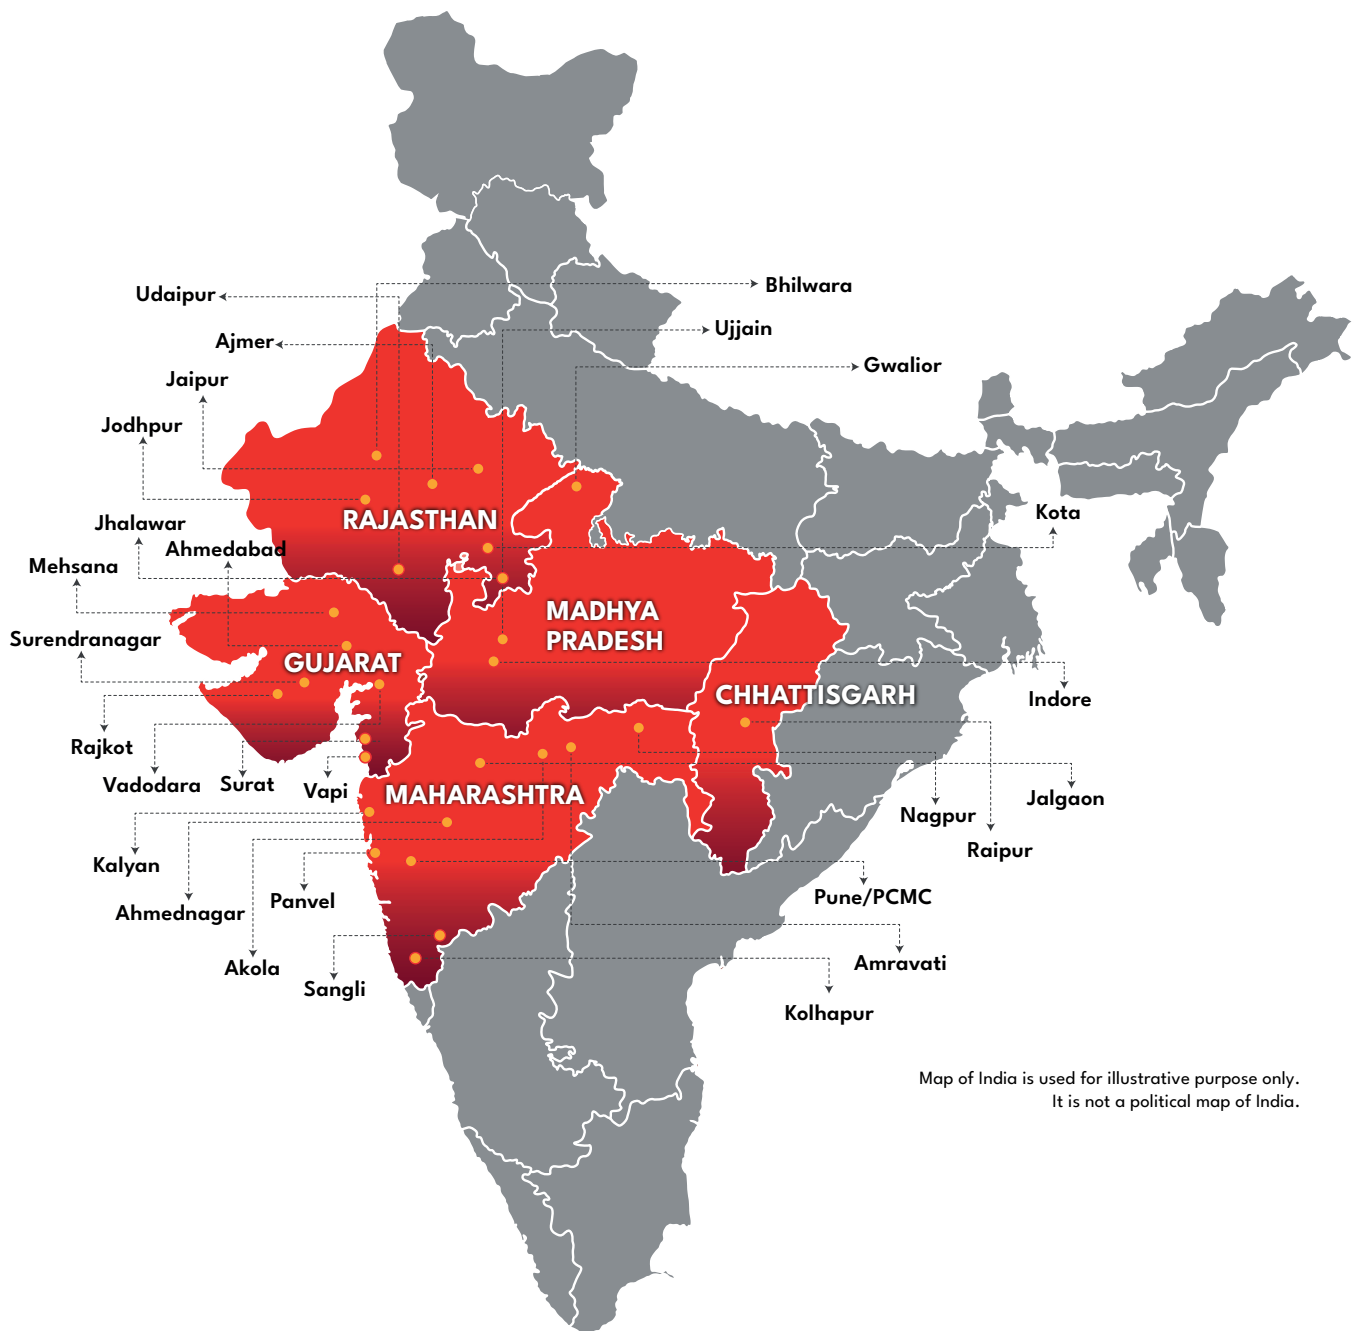 Bhilwara
Udaipur
Ujjain
Ajmer
Gwalior
Jaipur
Jodhpur
Kota
RAJASTHAN
Jhalawar
Ahmedabad
Mehsana
MADHYA
PRADESH
Surendranagar
GUJARAT
CHHATTISGARH
Indore
Rajkot
Vadodara
Surat
Vapi
MAHARASHTRA
Jalgaon
Nagpur
Raipur
Kalyan
Pune/PCMC
Panvel
Ahmednagar
Amravati
Akola
Sangli
Kolhapur
Map of India is used for illustrative purpose only.
It is not a political map of India.